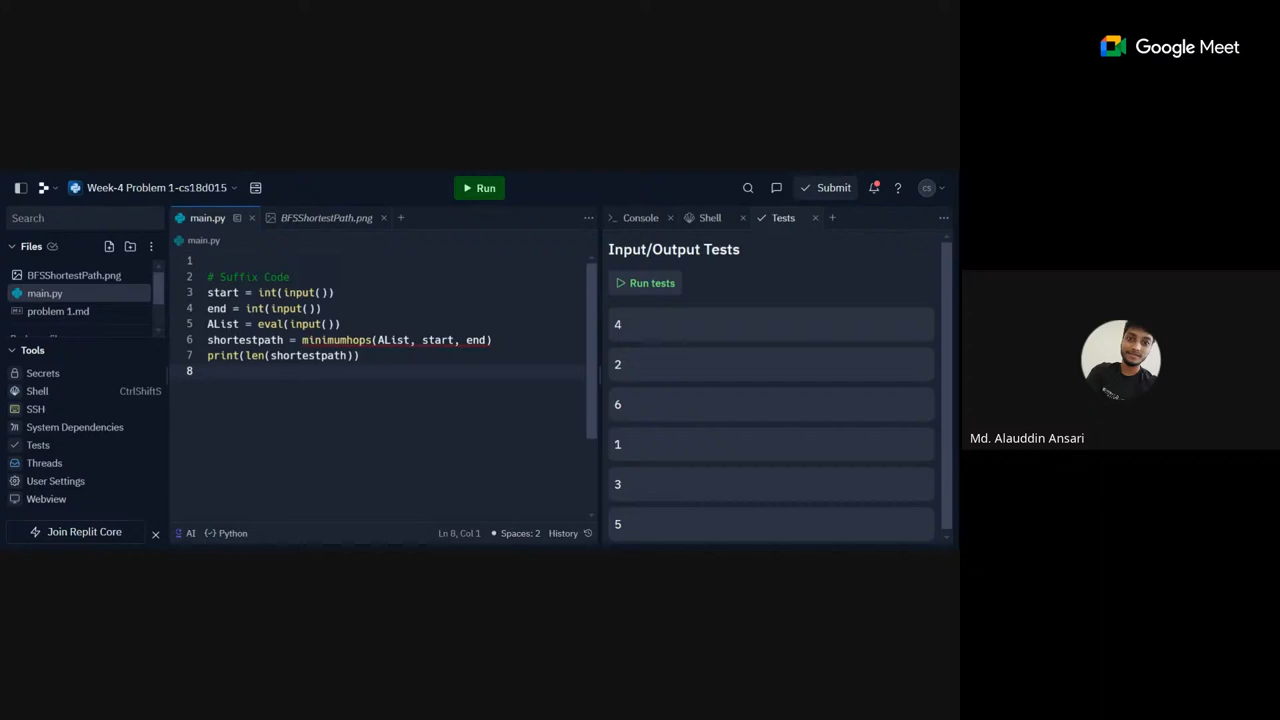 Google Meet
Week-4 Problem 1-cs18d015
Run
Submit
CS
Search
main.py
BFSShortestPath.png
Console
Shell
Tests
Files
main.py
Input/Output Tests
BFSShortestPath.png
main.py
problem 1.md
Run tests
1
2 # Suffix Code
3 start = int(input())
4 end = int(input())
5 AList = eval(input())
6 shortestpath = minimumhops(AList, start, end)
7 print(len(shortestpath))
8
4
2
6
1
3
5
Tools
Secrets
Shell CtrlShiftS
SSH
System Dependencies
Tests
Threads
User Settings
Webview
Join Replit Core
AI
Python
Ln 8, Col 1
Spaces: 2
History
Md. Alauddin Ansari